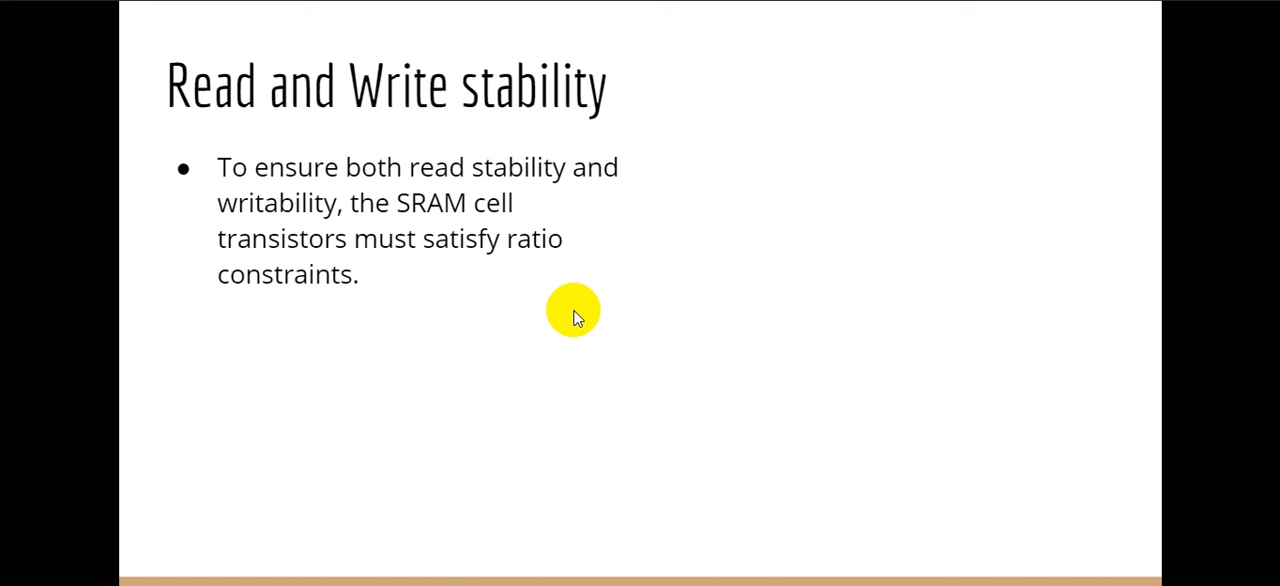 Read and Write stability
● To ensure both read stability and
writability, the SRAM cell
transistors must satisfy ratio
constraints.